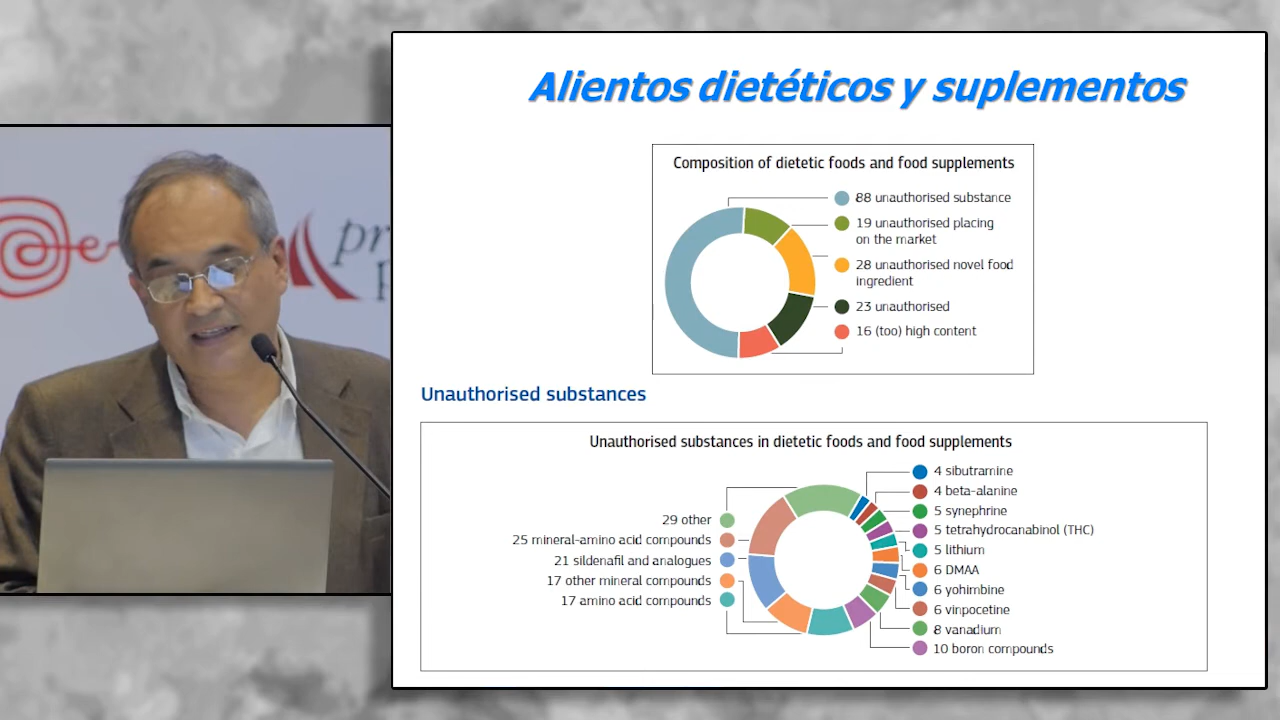 Alientos dietéticos y suplementos
Composition of dietetic foods and food supplements
88 unauthorised substance
19 unauthorised placing
on the market
28 unauthorised novel food
ingredient
23 unauthorised
16 (too) high content
Unauthorised substances
Unauthorised substances in dietetic foods and food supplements
29 other
25 mineral-amino acid compounds
21 sildenafil and analogues
17 other mineral compounds
17 amino acid compounds
4 sibutramine
4 beta-alanine
5 synephrine
5 tetrahydrocanabinol (THC)
5 lithium
6 DMAA
6 yohimbine
6 vinpocetine
8 vanadium
10 boron compounds